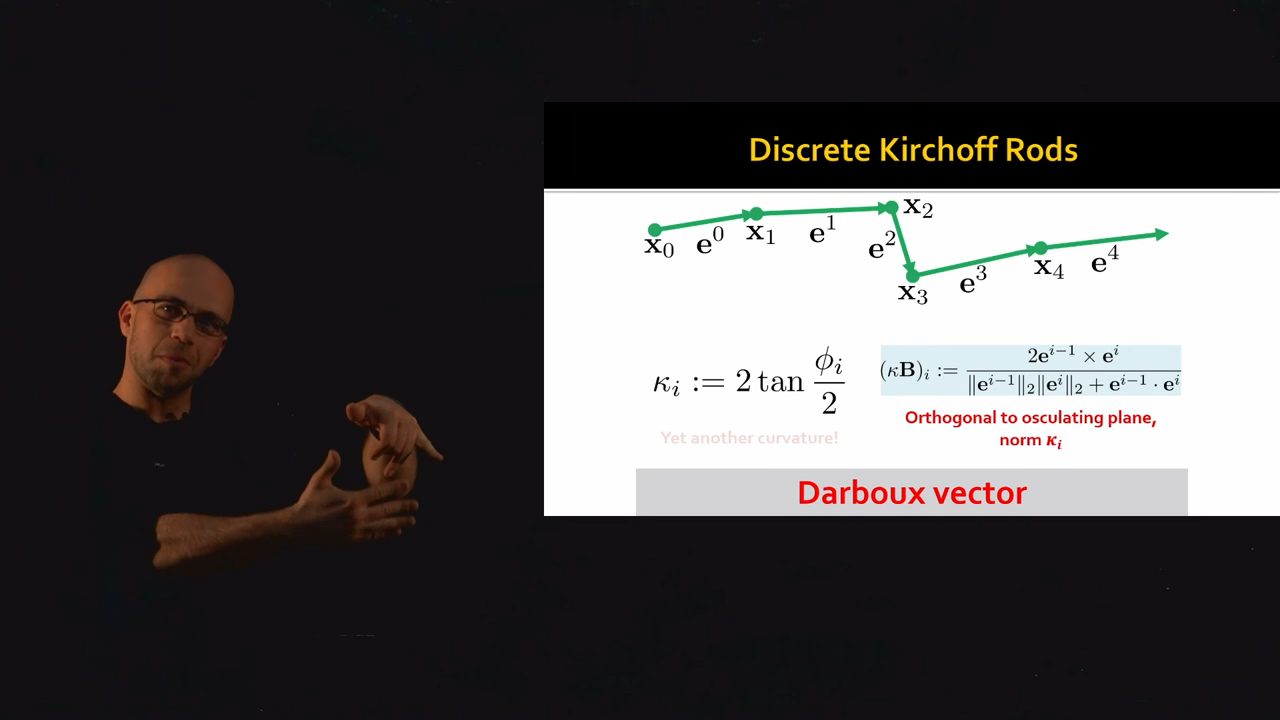 Discrete Kirchoff Rods
x₀ e⁰ x₁ e¹ x₂
e² x₃ e³ x₄ e⁴
κᵢ := 2 tan ϕᵢ/2
(κB)ᵢ := 2eⁱ⁻¹ × eⁱ / ‖eⁱ⁻¹‖₂‖eⁱ‖₂ + eⁱ⁻¹ · eⁱ
Yet another curvature!
Orthogonal to osculating plane,
norm κᵢ
Darboux vector